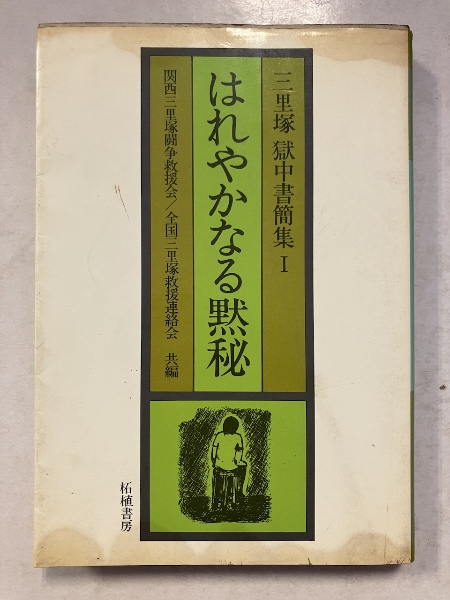 三里塚 獄中書簡集 I
はれやかなる黙秘
関西三里塚闘争救援会/全国三里塚救援連絡会 共編
柘植書房